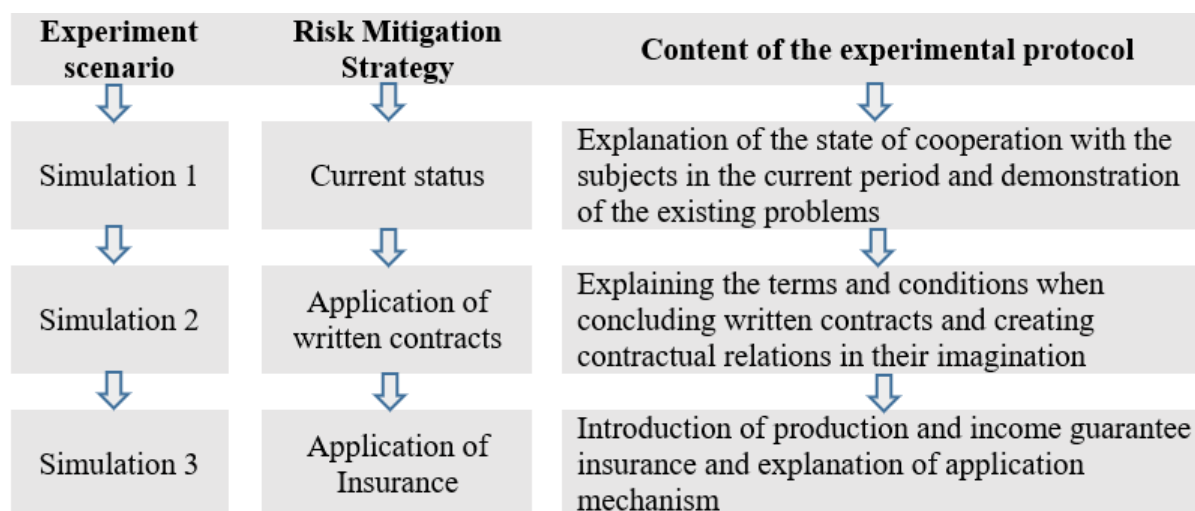 Experiment
scenario
Risk Mitigation
Strategy
Content of the experimental protocol
Simulation 1
Current status
Explanation of the state of cooperation with the
subjects in the current period and demonstration
of the existing problems
Simulation 2
Application of
written contracts
Explaining the terms and conditions when
concluding written contracts and creating
contractual relations in their imagination
Simulation 3
Application of
Insurance
Introduction of production and income guarantee
insurance and explanation of application
mechanism